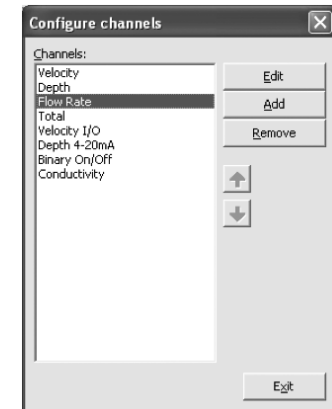 Configure channels
Channels:
Velocity
Depth
Flow Rate
Total
Velocity I/O
Depth 4-20mA
Binary On/Off
Conductivity
Edit
Add
Remove
Exit